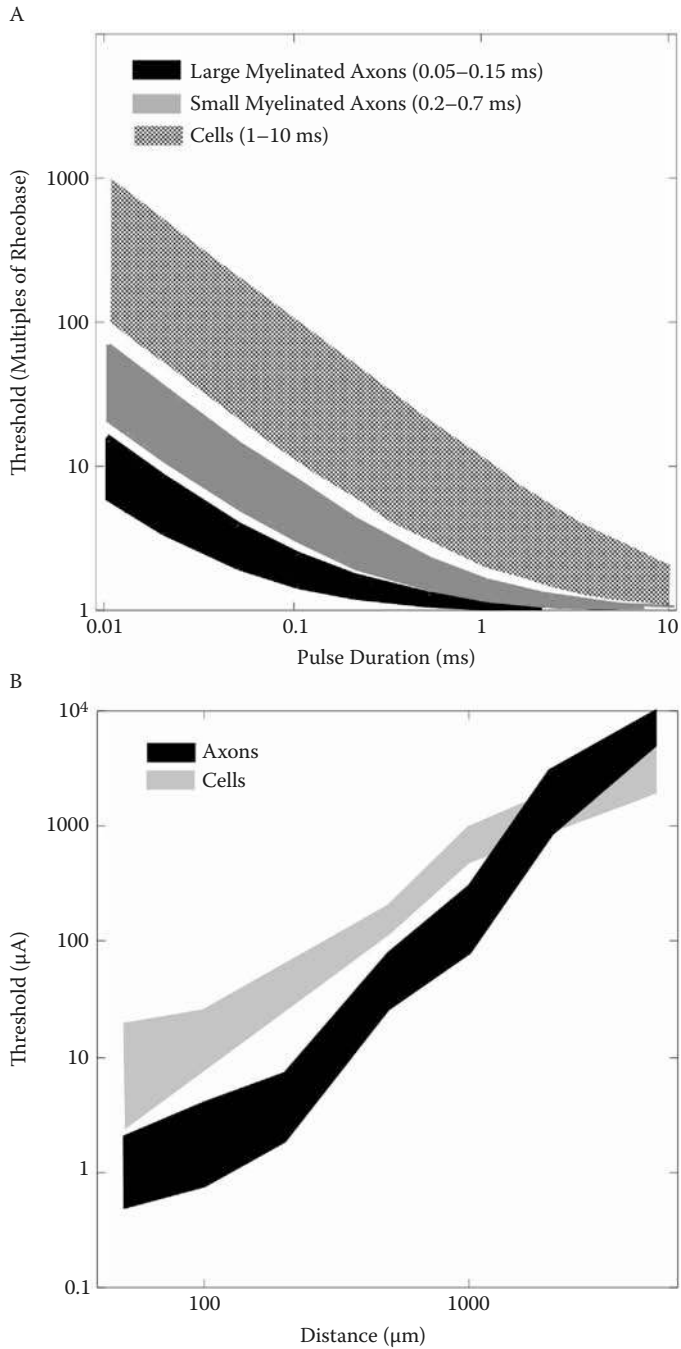 A
Large Myelinated Axons (0.05–0.15 ms)
Small Myelinated Axons (0.2–0.7 ms)
Cells (1–10 ms)
1000
100
10
1
Threshold (Multiples of Rheobase)
0.01
0.1
1
10
Pulse Duration (ms)
B
Axons
Cells
10⁴
1000
100
10
1
0.1
Threshold (μA)
100
1000
Distance (μm)